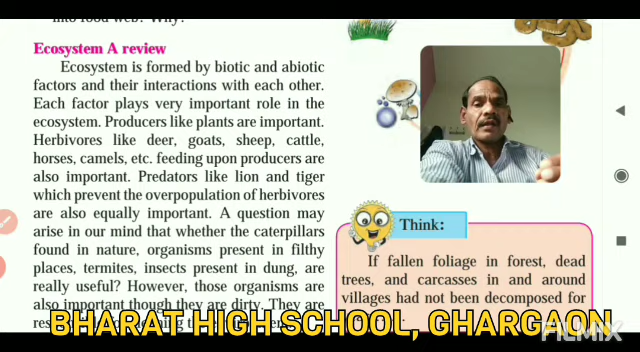 into food web? Why?
Ecosystem A review
Ecosystem is formed by biotic and abiotic
factors and their interactions with each other.
Each factor plays very important role in the
ecosystem. Producers like plants are important.
Herbivores like deer, goats, sheep, cattle,
horses, camels, etc. feeding upon producers are
also important. Predators like lion and tiger
which prevent the overpopulation of herbivores
are also equally important. A question may
arise in our mind that whether the caterpillars
found in nature, organisms present in filthy
places, termites, insects present in dung, are
really useful? However, those organisms are
also important though they are dirty. They are
Think:
If fallen foliage in forest, dead
trees, and carcasses in and around
villages had not been decomposed for
BHARAT HIGH SCHOOL, GHARGAON
FILMIX